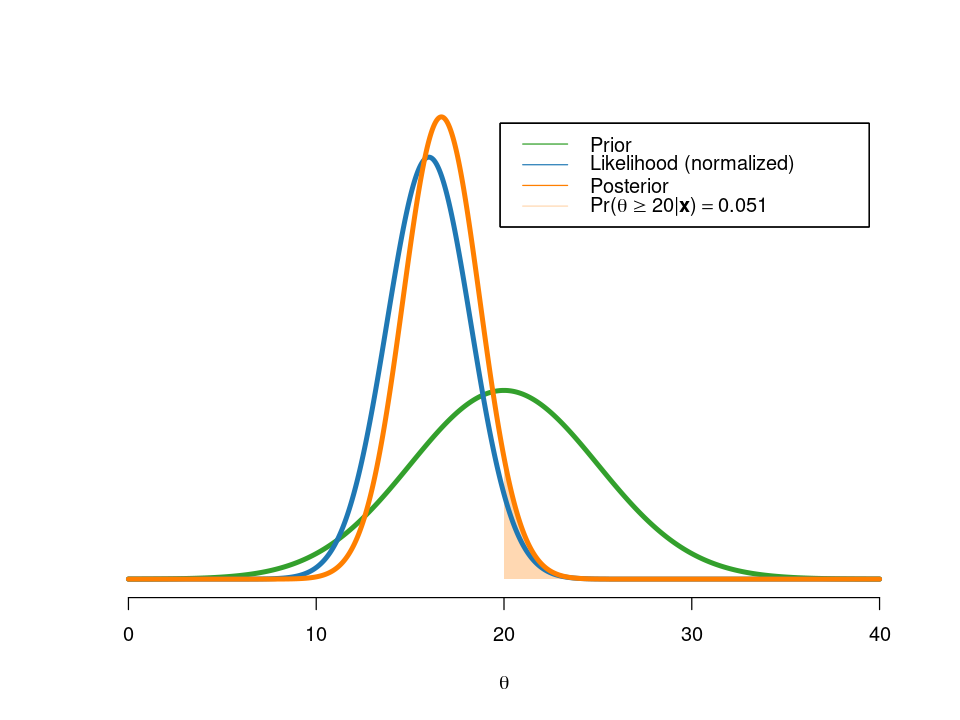 Prior
Likelihood (normalized)
Posterior
Pr(θ ≥ 20|x) = 0.051
0 10 20 30 40
θ